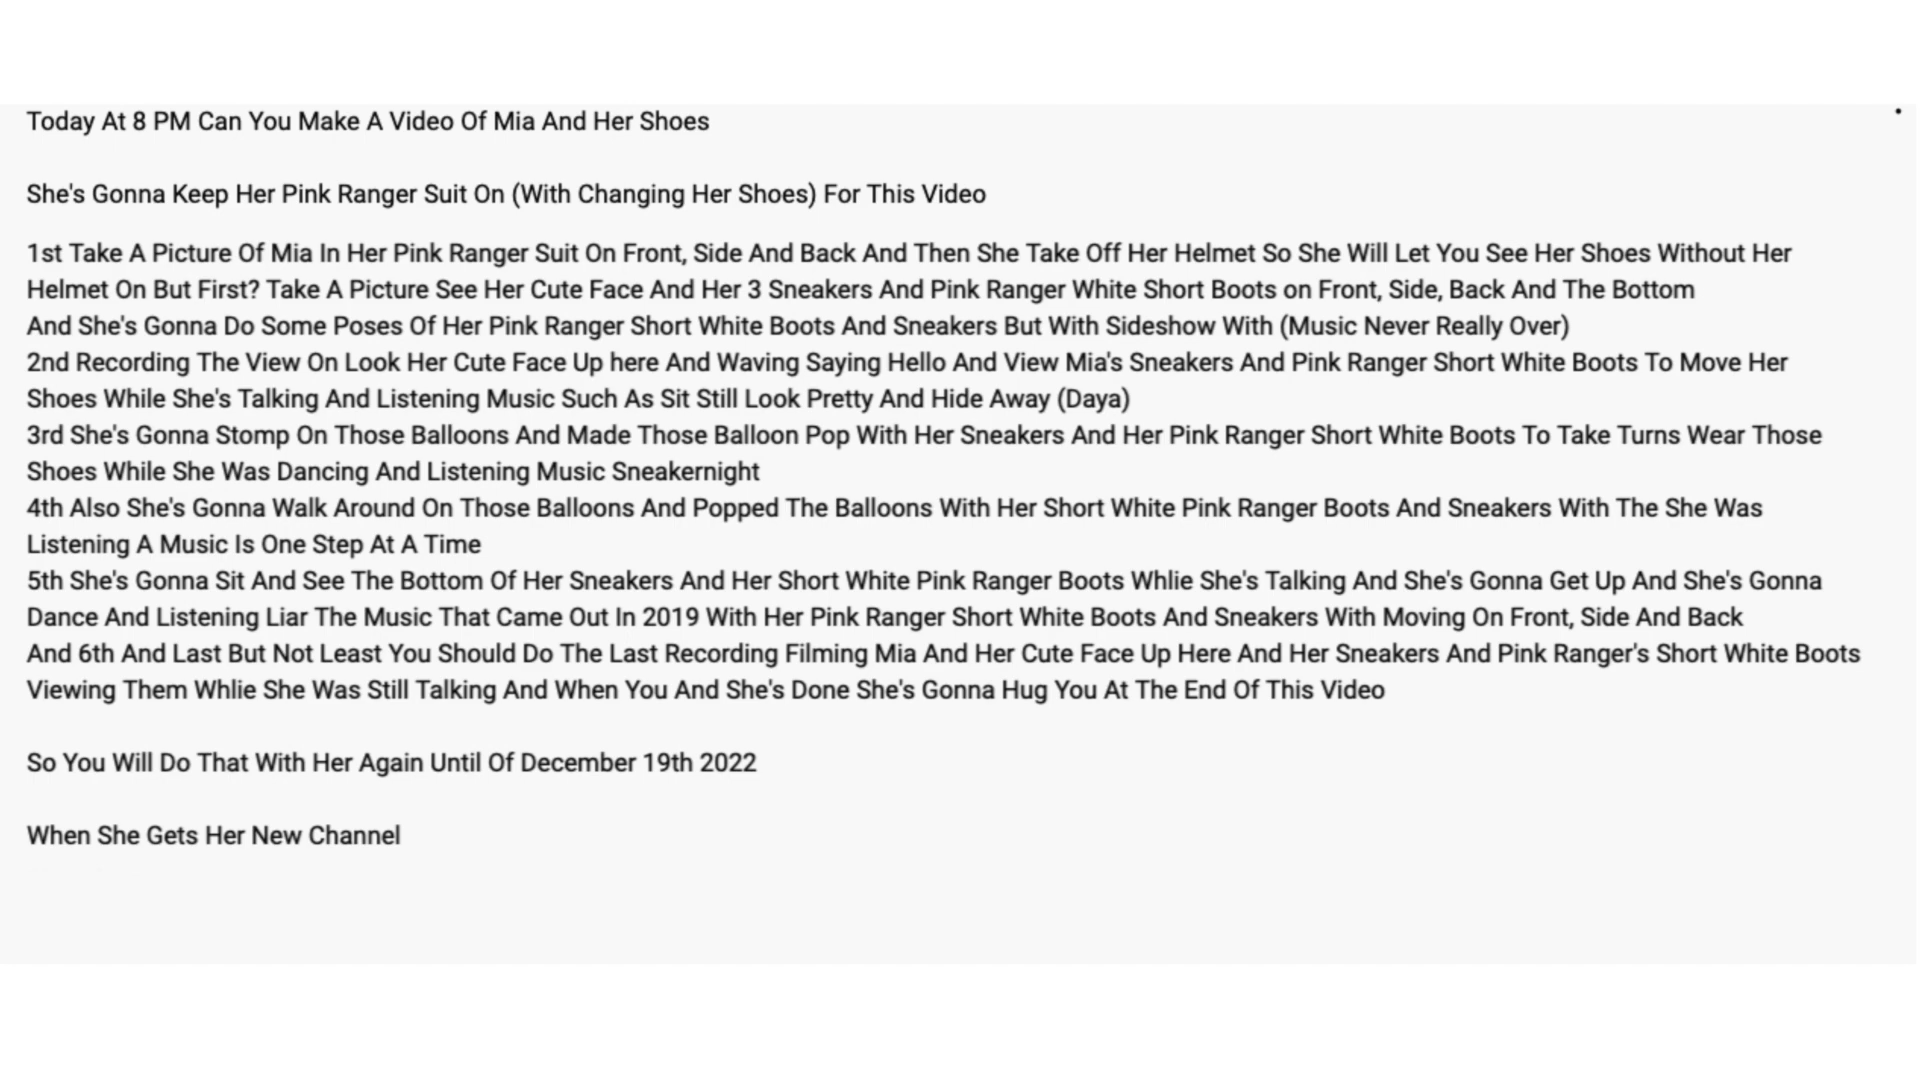 Today At 8 PM Can You Make A Video Of Mia And Her Shoes
She's Gonna Keep Her Pink Ranger Suit On (With Changing Her Shoes) For This Video
1st Take A Picture Of Mia In Her Pink Ranger Suit On Front, Side And Back And Then She Take Off Her Helmet So She Will Let You See Her Shoes Without Her
Helmet On But First? Take A Picture See Her Cute Face And Her 3 Sneakers And Pink Ranger White Short Boots on Front, Side, Back And The Bottom
And She's Gonna Do Some Poses Of Her Pink Ranger Short White Boots And Sneakers But With Sideshow With (Music Never Really Over)
2nd Recording The View On Look Her Cute Face Up here And Waving Saying Hello And View Mia's Sneakers And Pink Ranger Short White Boots To Move Her
Shoes While She's Talking And Listening Music Such As Sit Still Look Pretty And Hide Away (Daya)
3rd She's Gonna Stomp On Those Balloons And Made Those Balloon Pop With Her Sneakers And Her Pink Ranger Short White Boots To Take Turns Wear Those
Shoes While She Was Dancing And Listening Music Sneakernight
4th Also She's Gonna Walk Around On Those Balloons And Popped The Balloons With Her Short White Pink Ranger Boots And Sneakers With The She Was
Listening A Music Is One Step At A Time
5th She's Gonna Sit And See The Bottom Of Her Sneakers And Her Short White Pink Ranger Boots Whlie She's Talking And She's Gonna Get Up And She's Gonna
Dance And Listening Liar The Music That Came Out In 2019 With Her Pink Ranger Short White Boots And Sneakers With Moving On Front, Side And Back
And 6th And Last But Not Least You Should Do The Last Recording Filming Mia And Her Cute Face Up Here And Her Sneakers And Pink Ranger's Short White Boots
Viewing Them Whlie She Was Still Talking And When You And She's Done She's Gonna Hug You At The End Of This Video
So You Will Do That With Her Again Until Of December 19th 2022
When She Gets Her New Channel